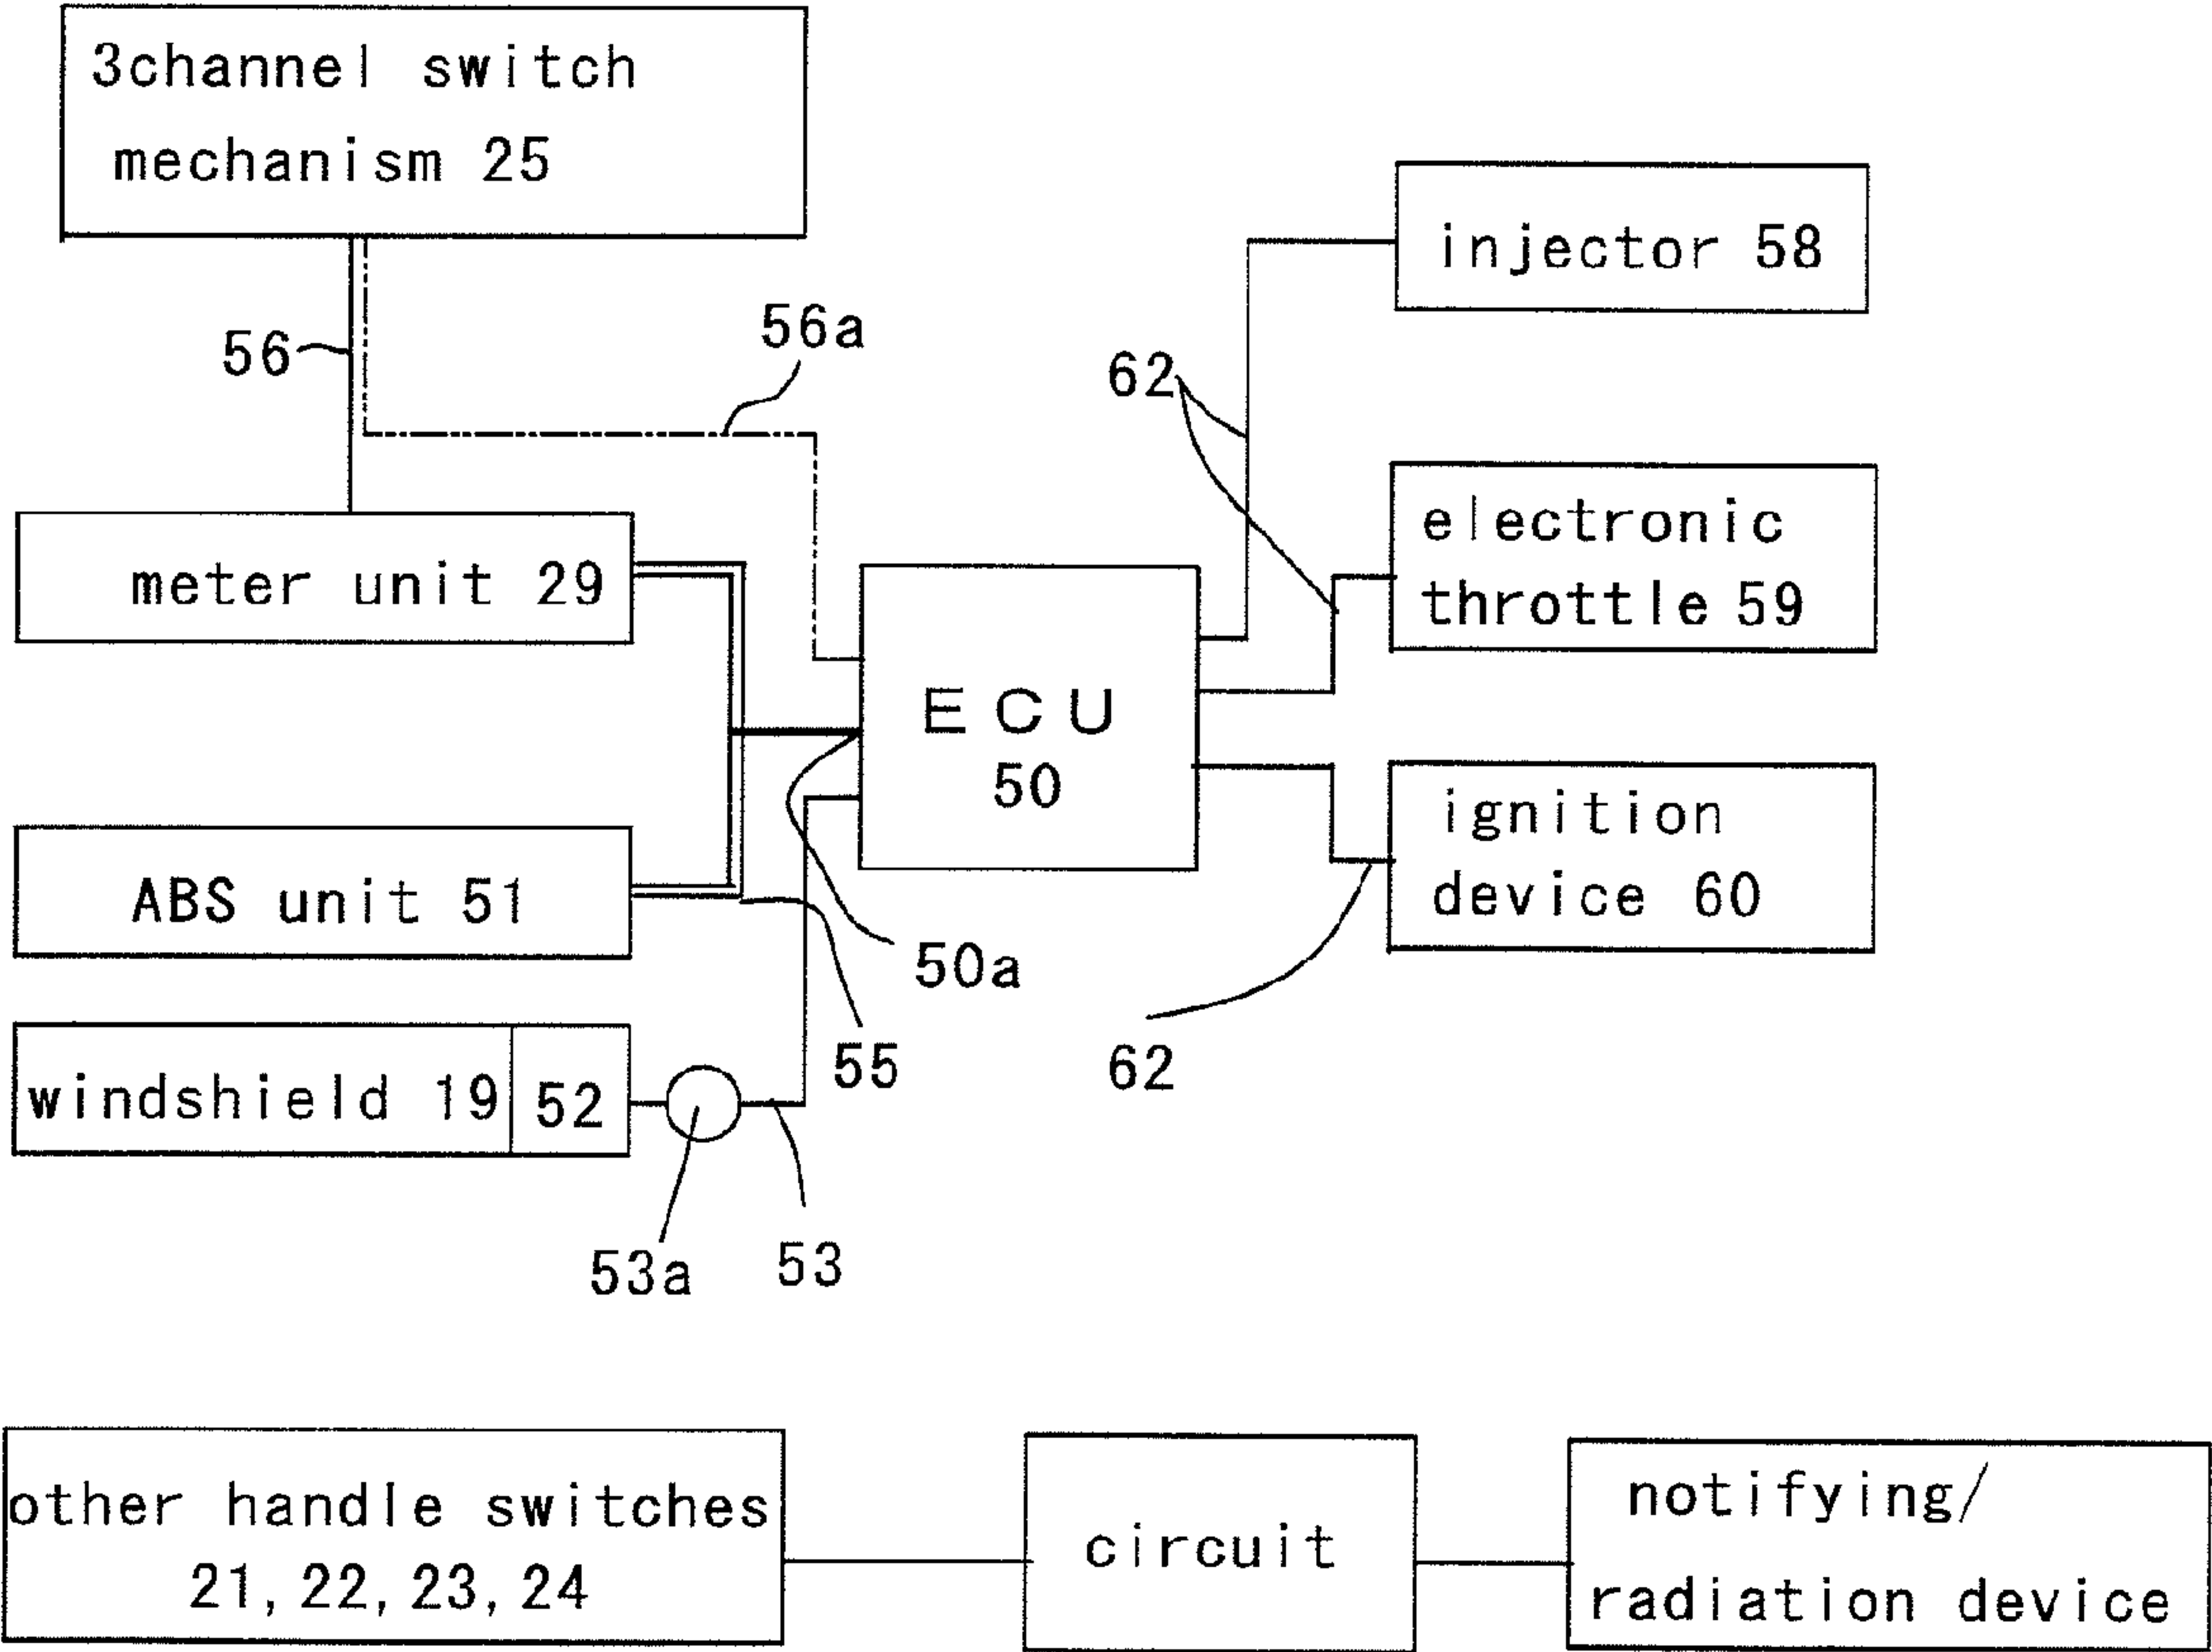 3channel switch
mechanism 25
injector 58
56
56a
62
electronic
throttle 59
meter unit 29
ECU
50
ignition
device 60
ABS unit 51
50a
55
62
windshield 19 52
53a
53
other handle switches
21, 22, 23, 24
circuit
notifying/
radiation device